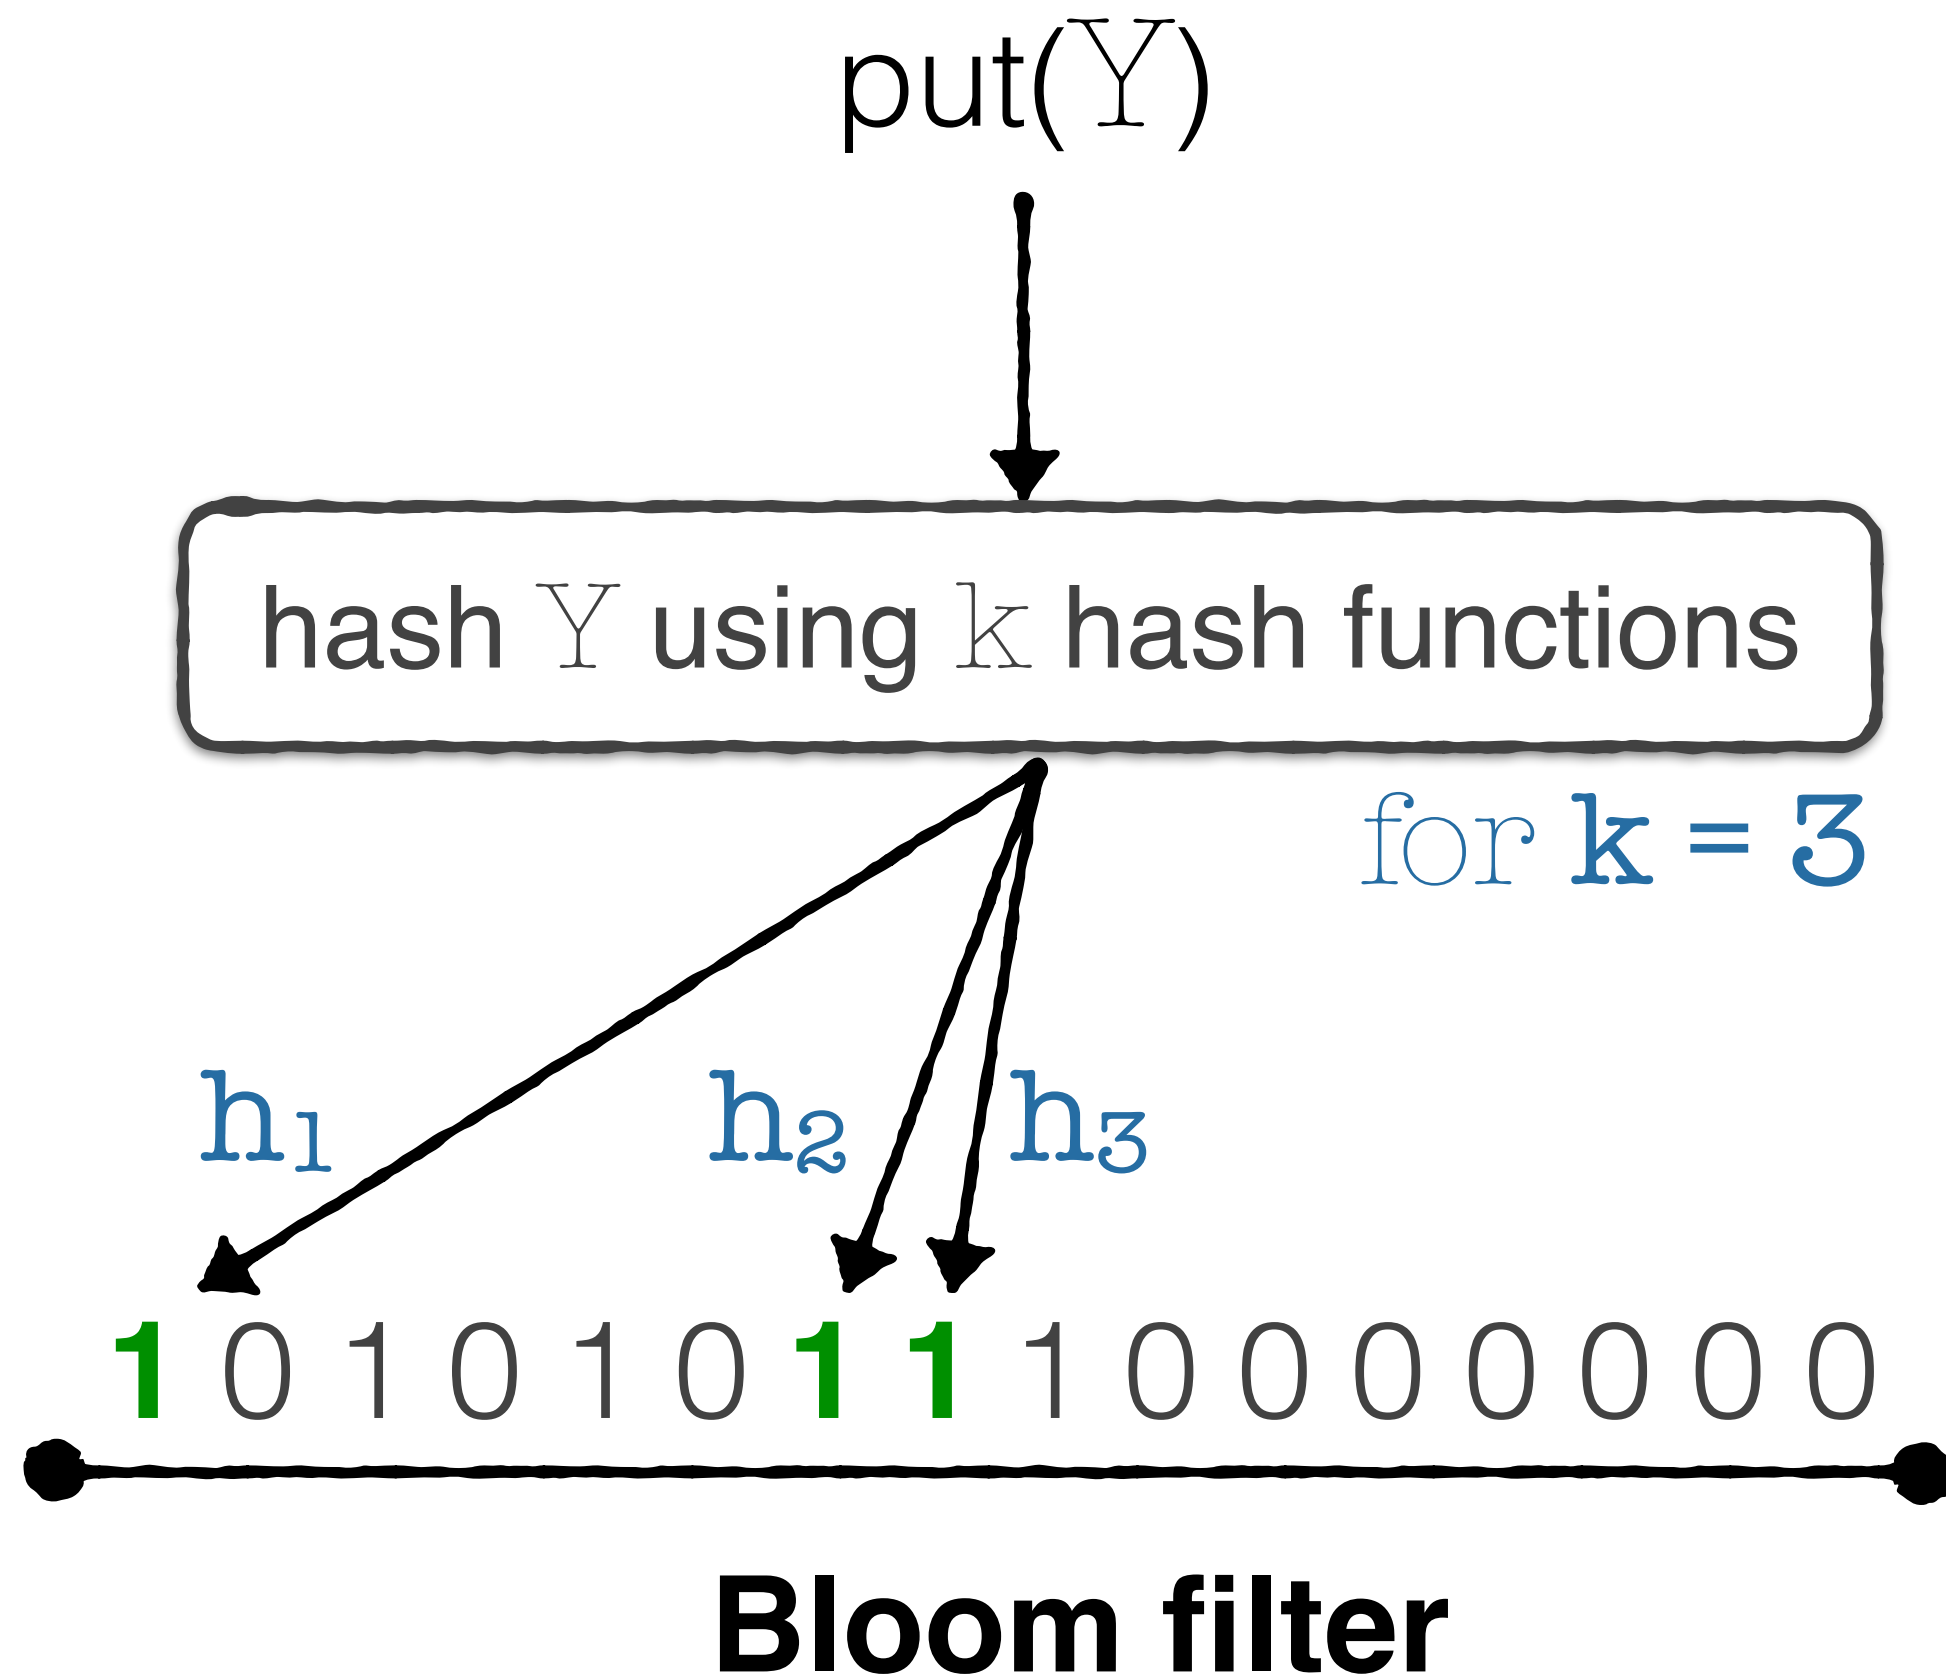 put(Y)
hash Y using k hash functions
for k = 3
h₁ h₂ h₃
1 0 1 0 1 0 1 1 1 0 0 0 0 0 0 0
Bloom filter